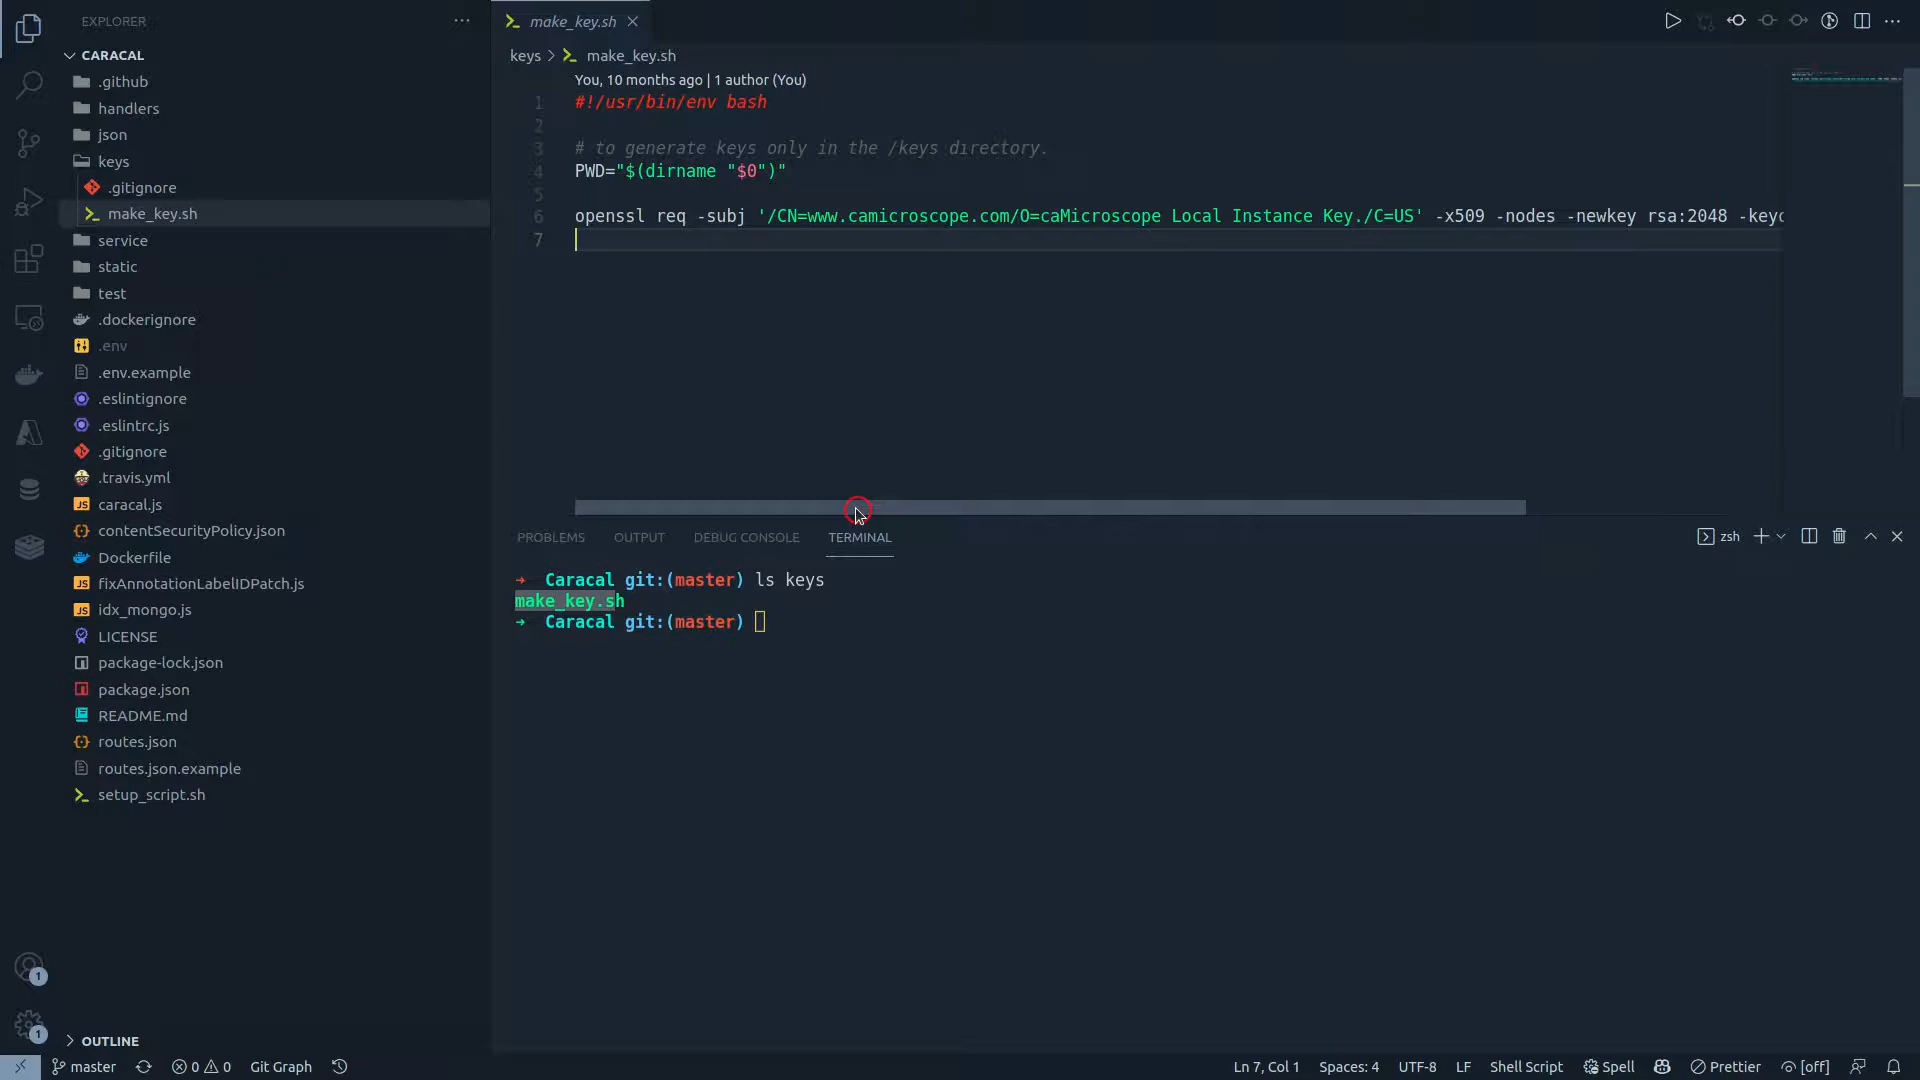 EXPLORER
CARACAL
.github
handlers
json
keys
.gitignore
make_key.sh
service
static
test
.dockerignore
.env
.env.example
.eslintignore
.eslintrc.js
.gitignore
.travis.yml
caracal.js
contentSecurityPolicy.json
Dockerfile
fixAnnotationLabelIDPatch.js
idx_mongo.js
LICENSE
package-lock.json
package.json
README.md
routes.json
routes.json.example
setup_script.sh
OUTLINE
1
1
make_key.sh
keys > make_key.sh
You, 10 months ago | 1 author (You)
1 #!/usr/bin/env bash
2
3 # to generate keys only in the /keys directory.
4 PWD="$(dirname "$0")"
5
6 openssl req -subj '/CN=www.camicroscope.com/O=caMicroscope Local Instance Key./C=US' -x509 -nodes -newkey rsa:2048 -keyo
7
PROBLEMS OUTPUT DEBUG CONSOLE TERMINAL zsh
➜ Caracal git:(master) ls keys
make_key.sh
➜ Caracal git:(master)
master 0 0 Git Graph Ln 7, Col 1 Spaces: 4 UTF-8 LF Shell Script Spell Prettier [off]